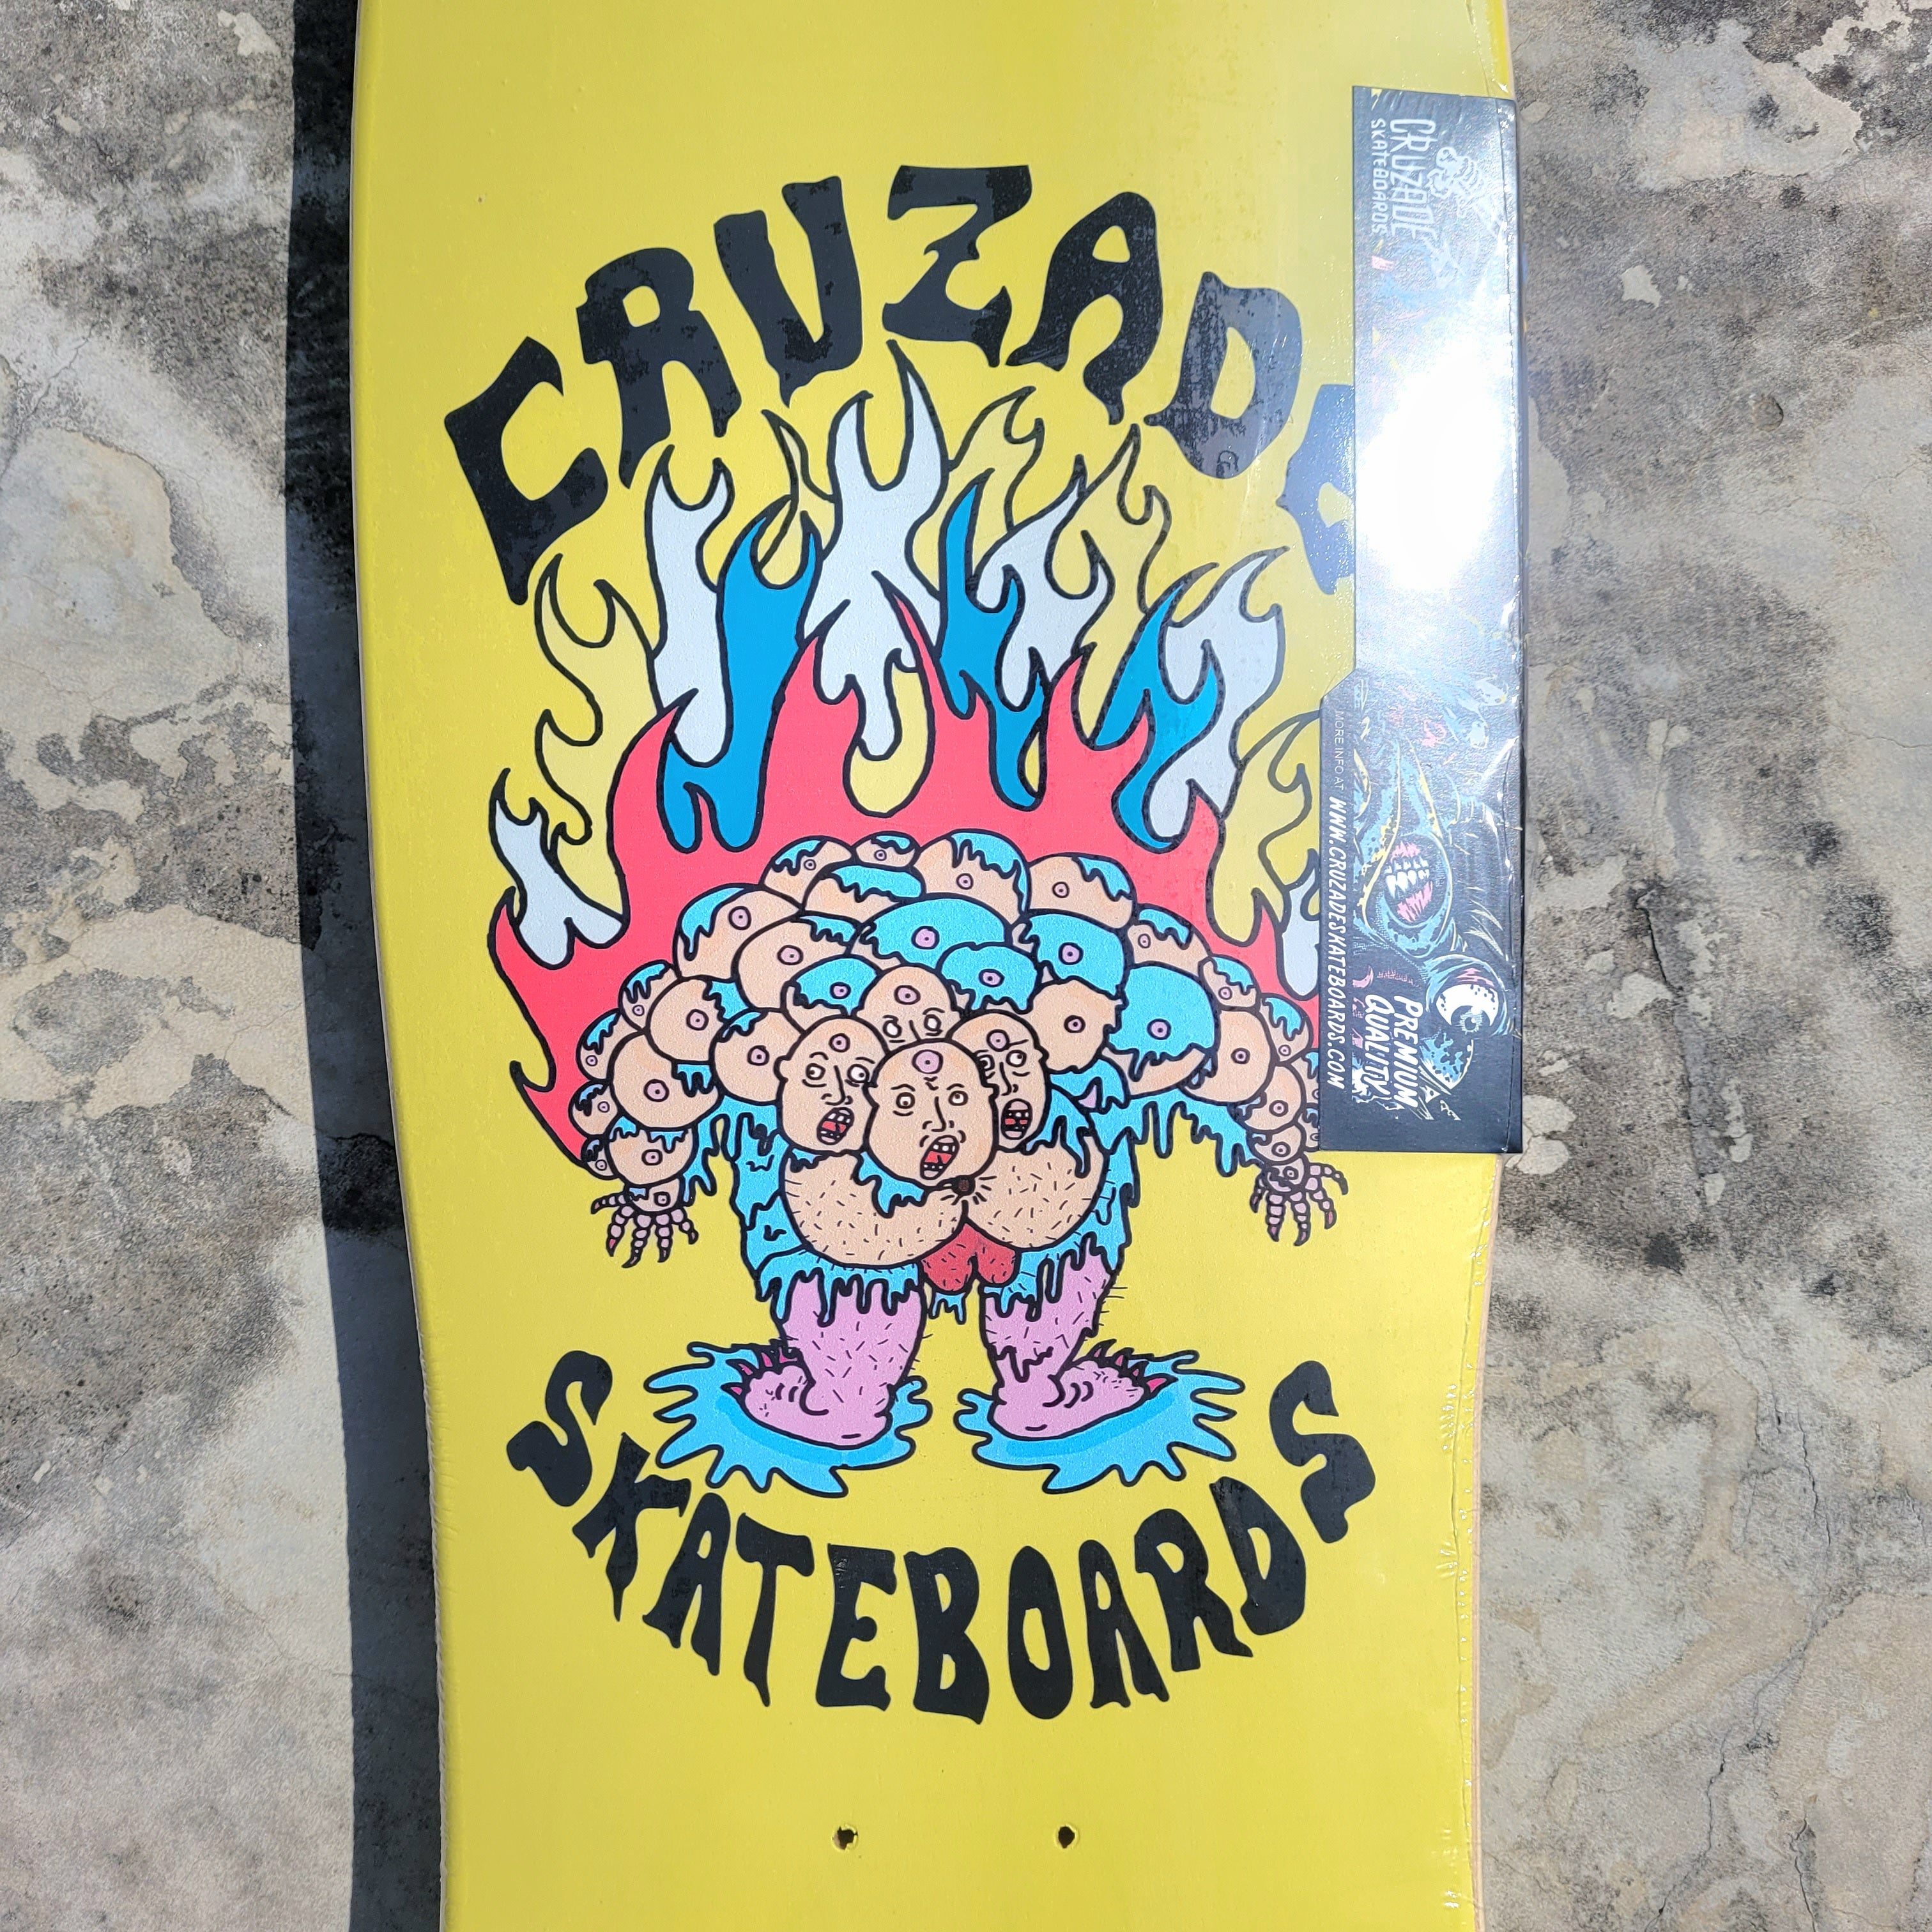 CRUZADE
SKATEBOARDS
CRUZADE
SKATEBOARDS
MORE INFO AT WWW.CRUZADESKATEBOARDS.COM
PREMIUM
QUALITY